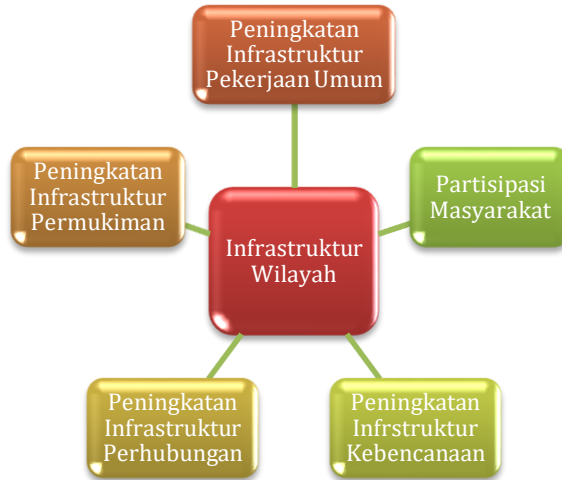 Peningkatan
Infrastruktur
Pekerjaan Umum
Peningkatan
Infrastruktur
Permukiman
Partisipasi
Masyarakat
Infrastruktur
Wilayah
Peningkatan
Infrastruktur
Perhubungan
Peningkatan
Infrstruktur
Kebencanaan